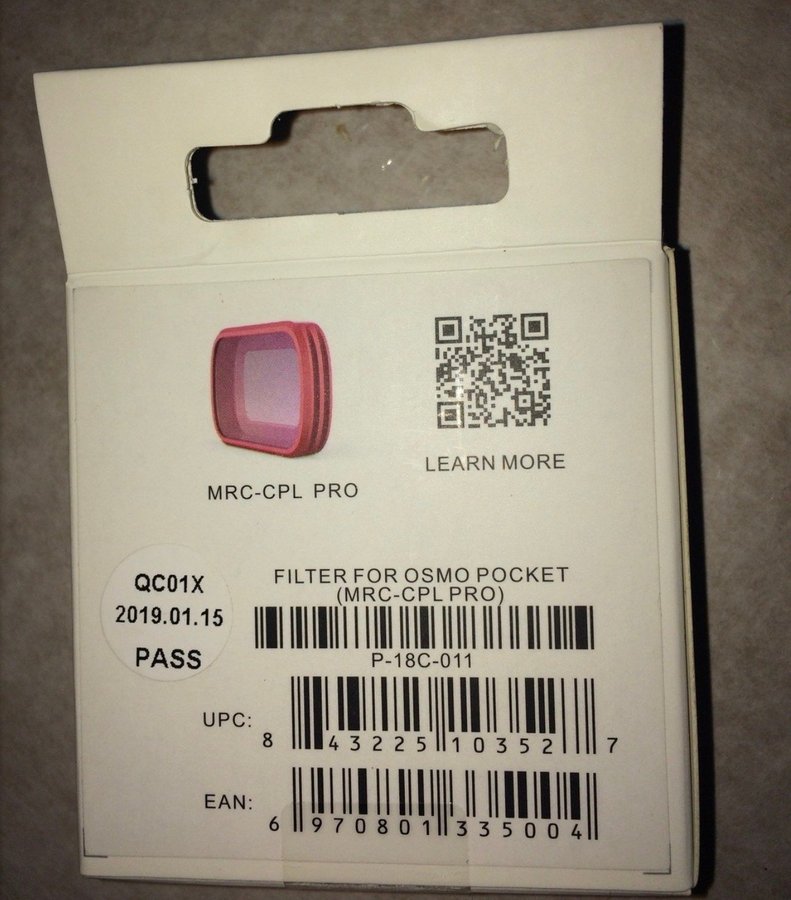 MRC-CPL PRO
LEARN MORE
QC01X
2019.01.15
PASS
FILTER FOR OSMO POCKET
(MRC-CPL PRO)
P-18C-011
UPC: 8 43225 10352 7
EAN: 6 970801 335004